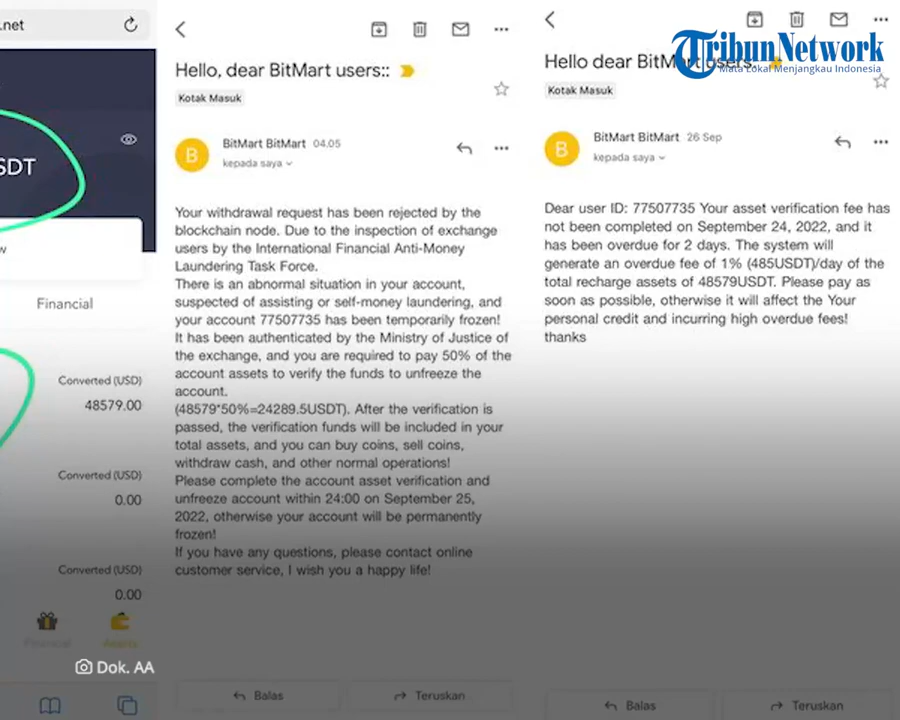 .net
SDT
w
Financial
Converted (USD)
48579.00
Converted (USD)
0.00
Converted (USD)
0.00
Financial
Assets
Dok. AA
Hello, dear BitMart users::
Kotak Masuk
B
BitMart BitMart 04.05
kepada saya
Your withdrawal request has been rejected by the
blockchain node. Due to the inspection of exchange
users by the International Financial Anti-Money
Laundering Task Force.
There is an abnormal situation in your account,
suspected of assisting or self-money laundering, and
your account 77507735 has been temporarily frozen!
It has been authenticated by the Ministry of Justice of
the exchange, and you are required to pay 50% of the
account assets to verify the funds to unfreeze the
account.
(48579*50%=24289.5USDT). After the verification is
passed, the verification funds will be included in your
total assets, and you can buy coins, sell coins,
withdraw cash, and other normal operations!
Please complete the account asset verification and
unfreeze account within 24:00 on September 25,
2022, otherwise your account will be permanently
frozen!
If you have any questions, please contact online
customer service, I wish you a happy life!
Balas
Teruskan
Tribun Network
Mata Lokal Menjangkau Indonesia
Hello dear BitMart users:
Kotak Masuk
B
BitMart BitMart 26 Sep
kepada saya
Dear user ID: 77507735 Your asset verification fee has
not been completed on September 24, 2022, and it
has been overdue for 2 days. The system will
generate an overdue fee of 1% (485USDT)/day of the
total recharge assets of 48579USDT. Please pay as
soon as possible, otherwise it will affect the Your
personal credit and incurring high overdue fees!
thanks
Balas
Teruskan